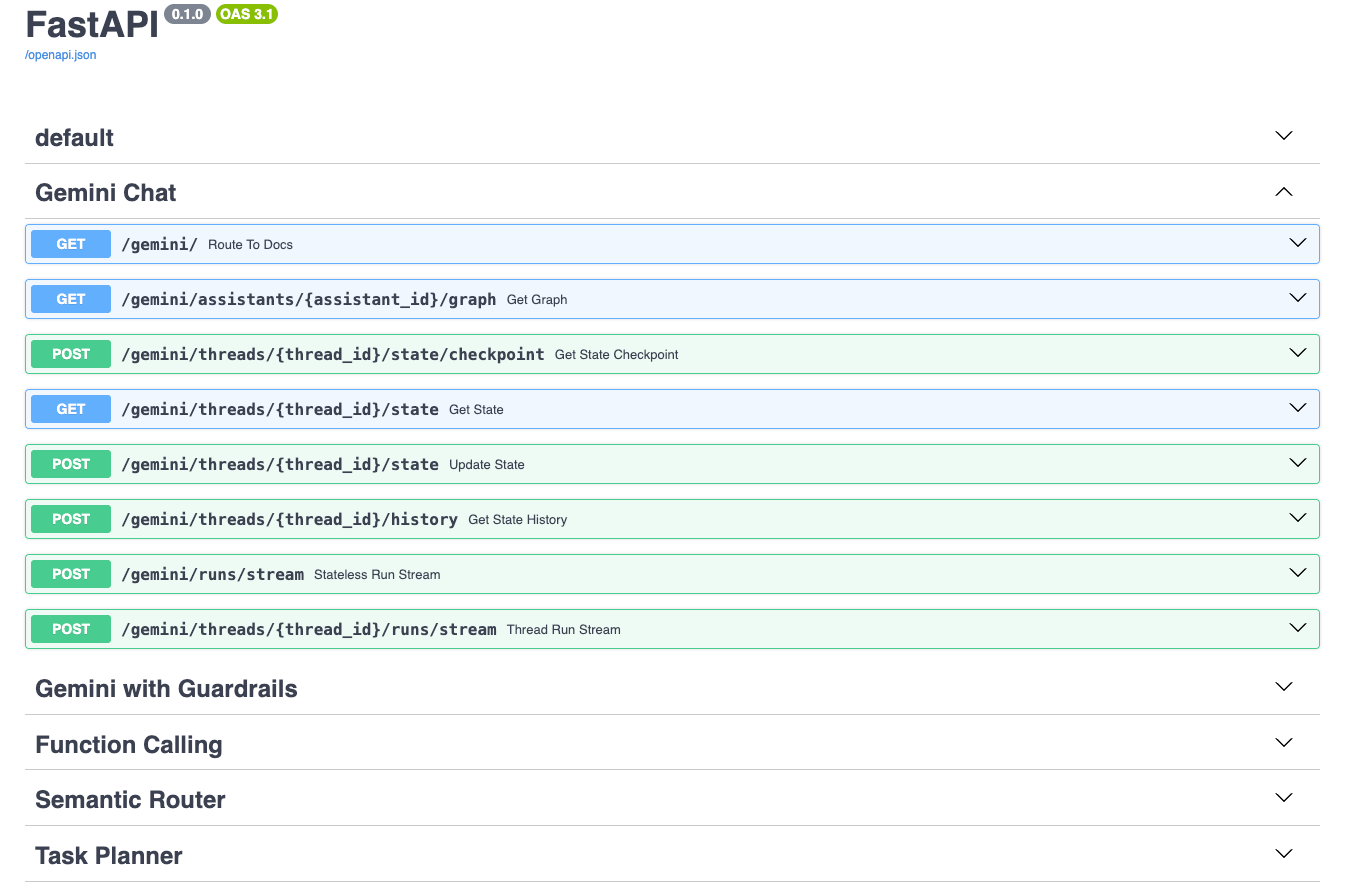 FastAPI 0.1.0 OAS 3.1
/openapi.json
default
Gemini Chat
GET /gemini/ Route To Docs
GET /gemini/assistants/{assistant_id}/graph Get Graph
POST /gemini/threads/{thread_id}/state/checkpoint Get State Checkpoint
GET /gemini/threads/{thread_id}/state Get State
POST /gemini/threads/{thread_id}/state Update State
POST /gemini/threads/{thread_id}/history Get State History
POST /gemini/runs/stream Stateless Run Stream
POST /gemini/threads/{thread_id}/runs/stream Thread Run Stream
Gemini with Guardrails
Function Calling
Semantic Router
Task Planner